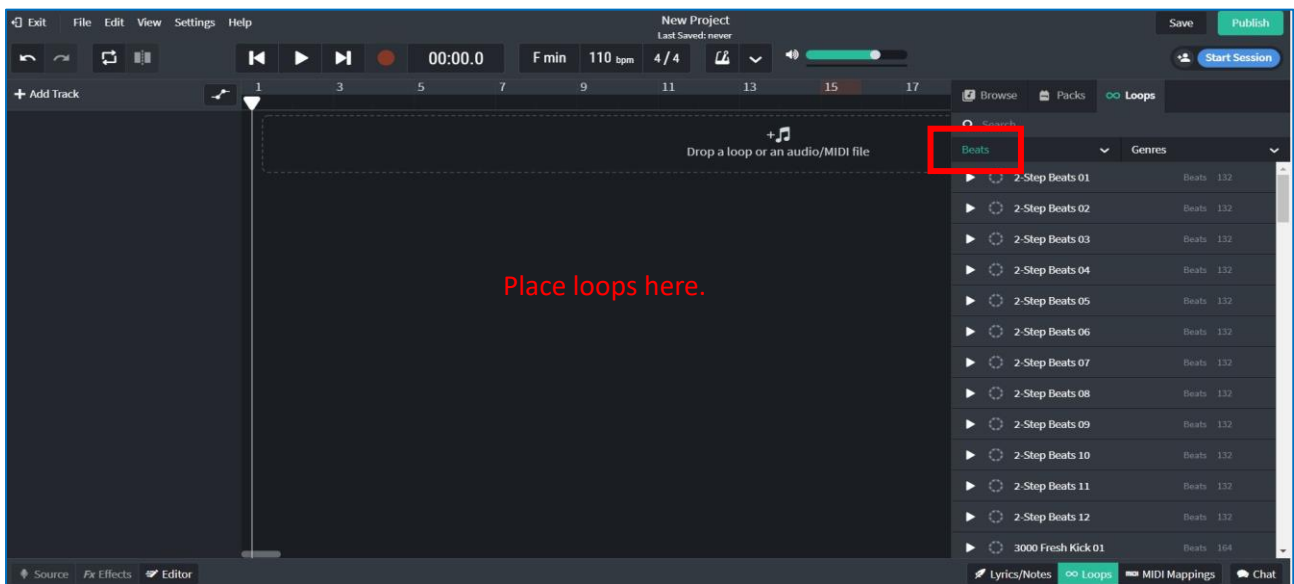 Exit File Edit View Settings Help
New Project
Last Saved: never
Save Publish
00:00.0 F min 110 bpm 4 / 4
Start Session
+ Add Track
1 3 5 7 9 11 13 15 17
Browse Packs Loops
Search
Drop a loop or an audio/MIDI file
Beats Genres
2-Step Beats 01 Beats 132
2-Step Beats 02 Beats 132
2-Step Beats 03 Beats 132
2-Step Beats 04 Beats 132
Place loops here.
2-Step Beats 05 Beats 132
2-Step Beats 06 Beats 132
2-Step Beats 07 Beats 132
2-Step Beats 08 Beats 132
2-Step Beats 09 Beats 132
2-Step Beats 10 Beats 132
2-Step Beats 11 Beats 132
2-Step Beats 12 Beats 132
3000 Fresh Kick 01 Beats 164
Source Fx Effects Editor
Lyrics/Notes Loops MIDI Mappings Chat